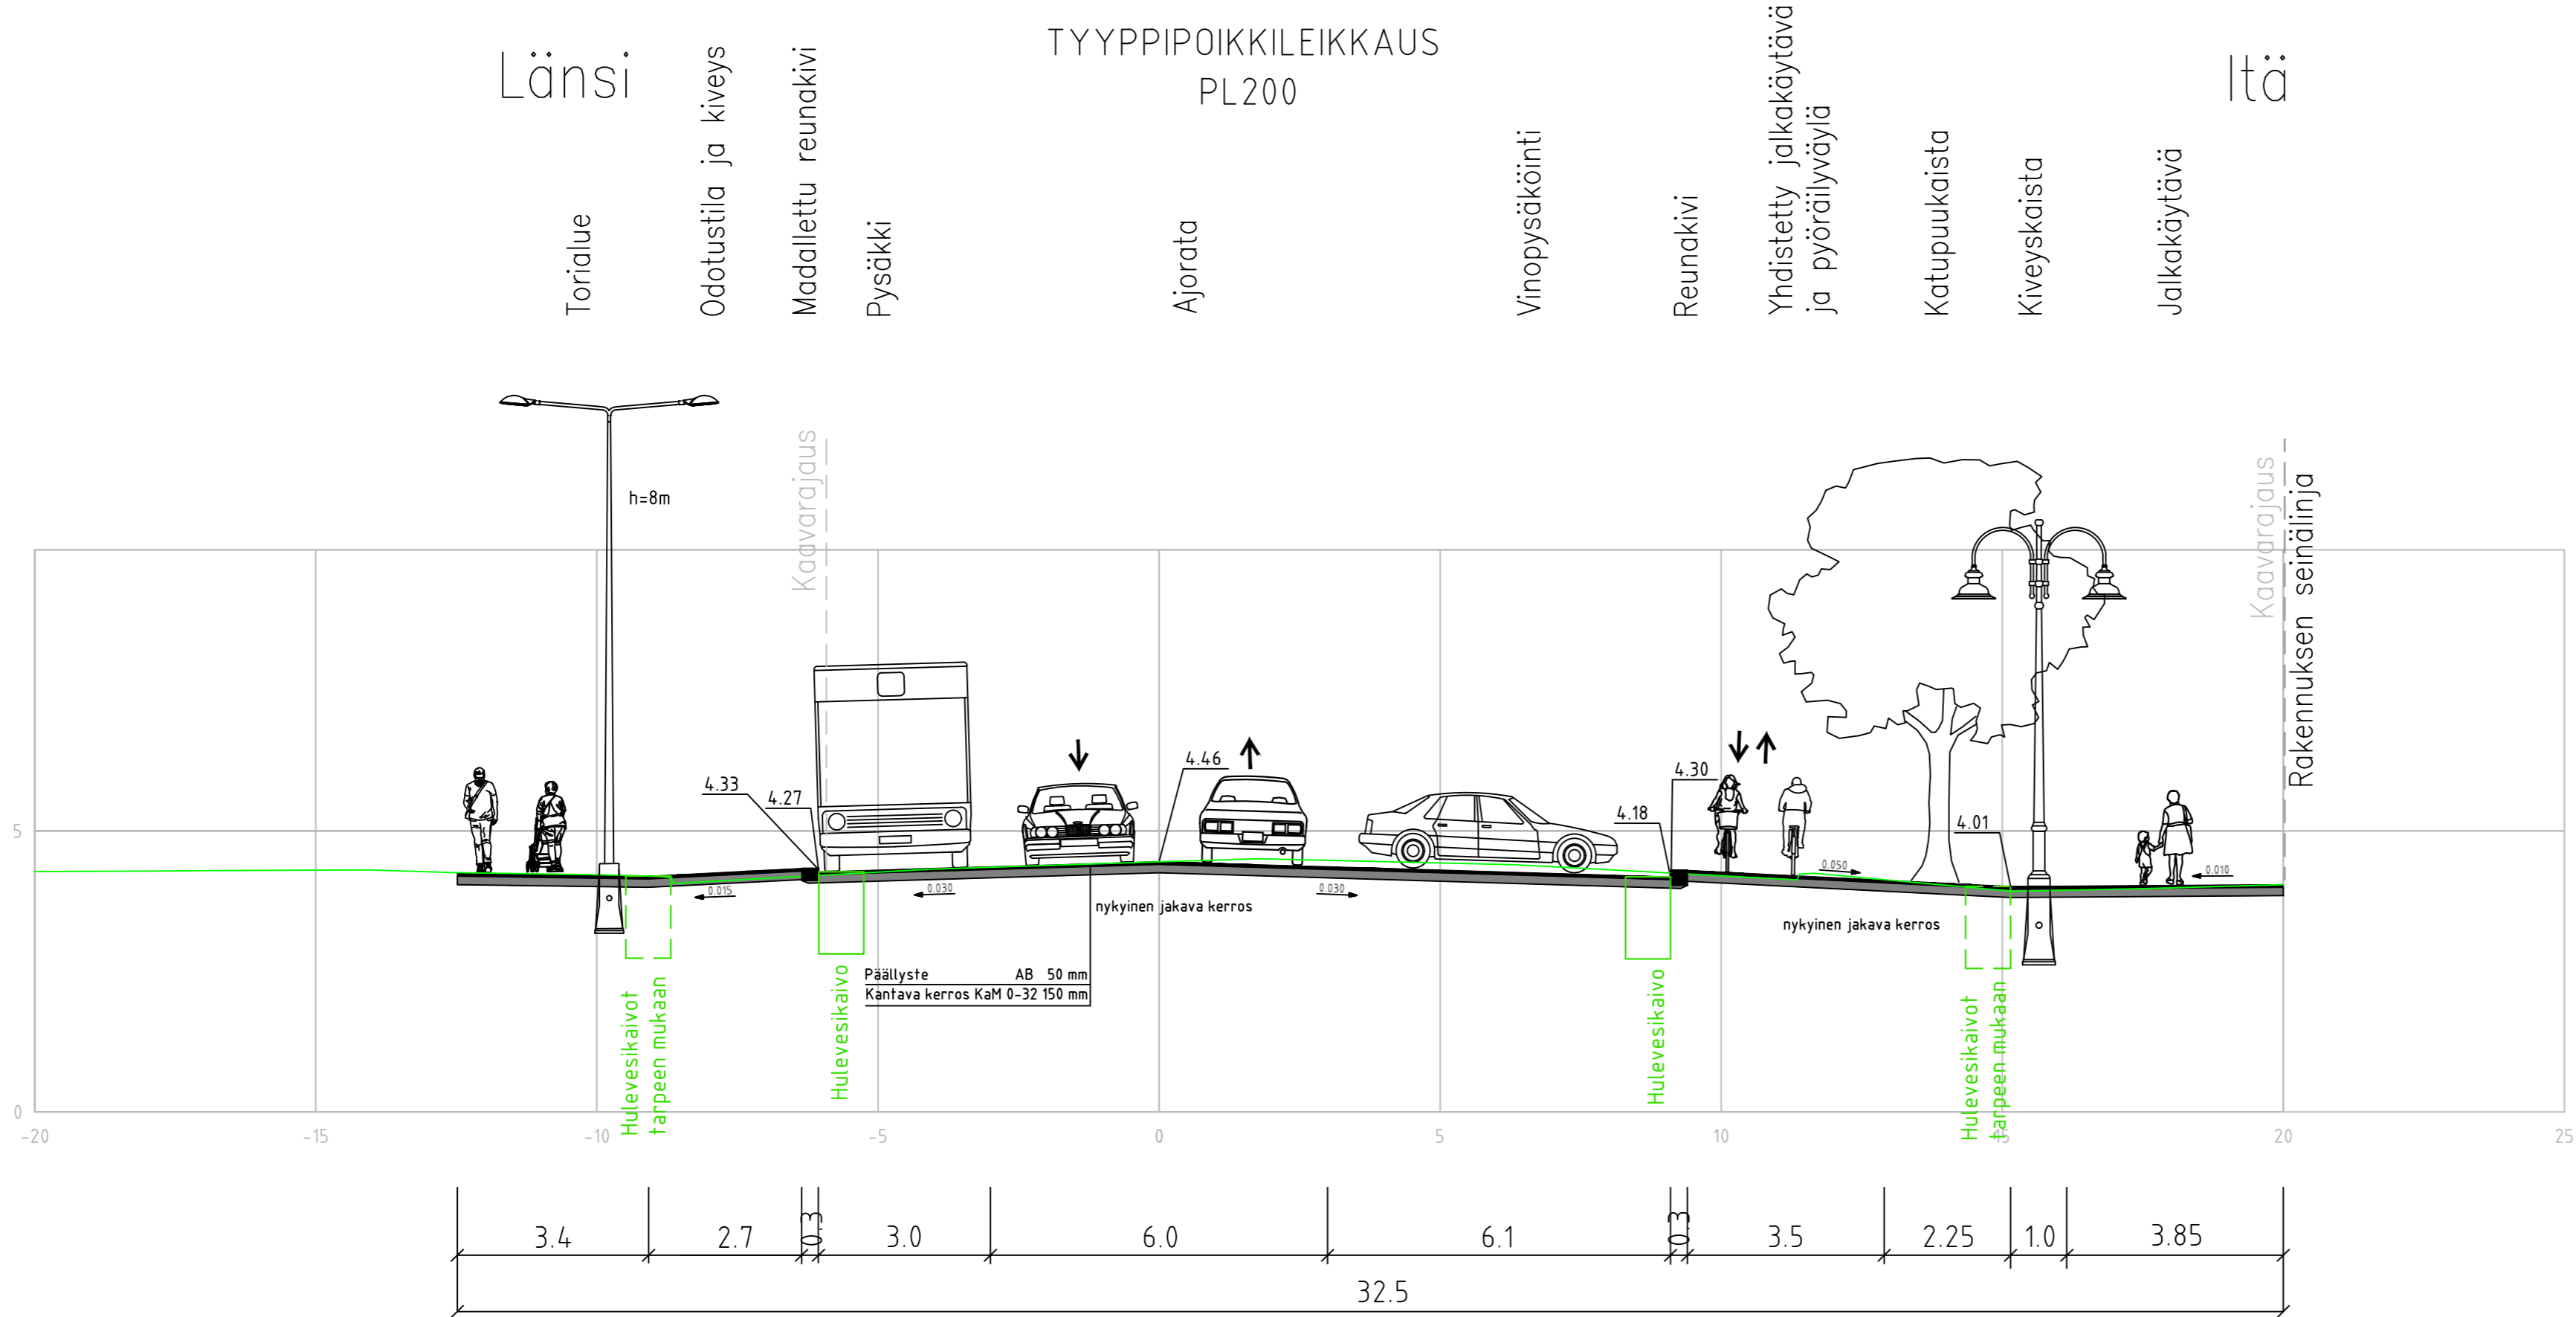 TYYPPIPOIKKILEIKKAUS
PL200
Länsi
Itä
Torialue
Odotustila ja kiveys
Madallettu reunakivi
Pysäkki
Ajorata
Vinopysäköinti
Reunakivi
Yhdistetty jalkakäytävä
ja pyöräilyväylä
Katupuukaista
Kiveyskaista
Jalkakäytävä
h=8m
Kaavarajaus
Kaavarajaus
Rakennuksen seinälinja
4.33
4.27
4.46
4.18
4.30
4.01
0.015
0.030
0.030
0.050
0.010
nykyinen jakava kerros
nykyinen jakava kerros
Päällyste AB 50 mm
Kantava kerros KaM 0-32 150 mm
Hulevesikaivot
tarpeen mukaan
Hulevesikaivo
Hulevesikaivo
Hulevesikaivot
tarpeen mukaan
5
0
-20 -15 -10 -5 0 5 10 15 20 25
3.4 2.7 0.3 3.0 6.0 6.1 0.3 3.5 2.25 1.0 3.85
32.5